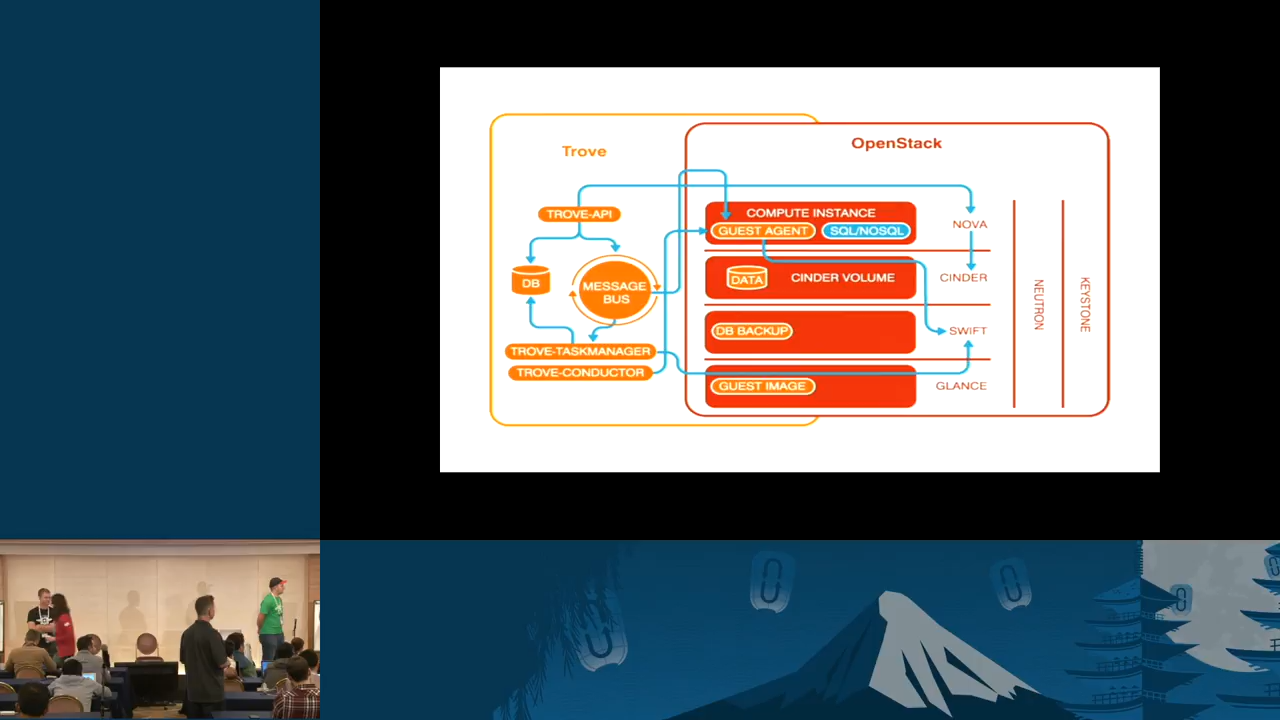 Trove
OpenStack
TROVE-API
DB
MESSAGE
BUS
TROVE-TASKMANAGER
TROVE-CONDUCTOR
COMPUTE INSTANCE
GUEST AGENT
SQL/NOSQL
NOVA
DATA
CINDER VOLUME
CINDER
DB BACKUP
SWIFT
GUEST IMAGE
GLANCE
NEUTRON
KEYSTONE